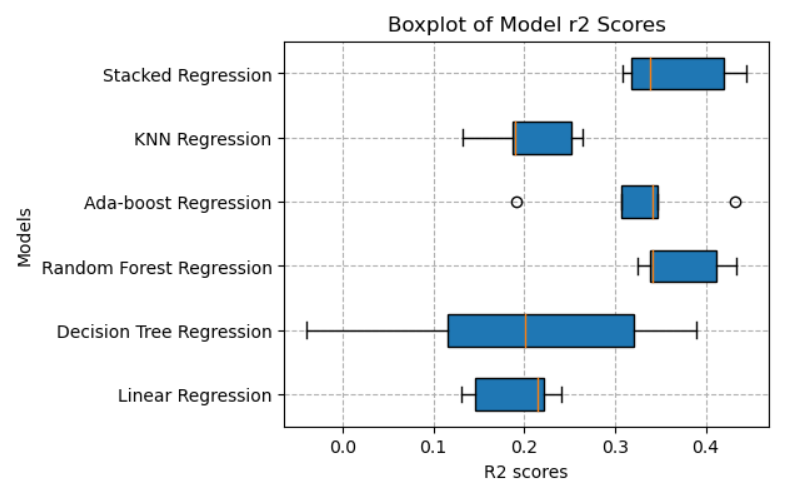 Boxplot of Model r2 Scores
Stacked Regression
KNN Regression
Ada-boost Regression
Random Forest Regression
Decision Tree Regression
Linear Regression
Models
0.0 0.1 0.2 0.3 0.4
R2 scores